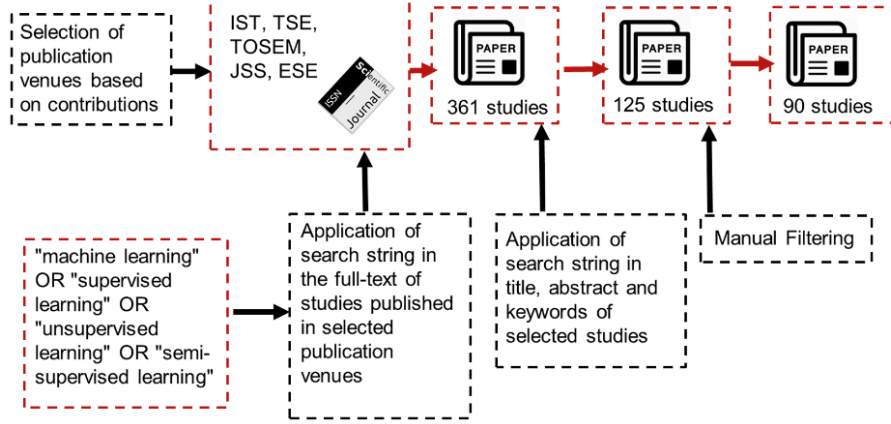 Selection of
publication
venues based
on contributions
IST, TSE,
TOSEM,
JSS, ESE
ISSN
Scientific
Journal
PAPER
361 studies
PAPER
125 studies
PAPER
90 studies
"machine learning"
OR "supervised
learning" OR
"unsupervised
learning" OR "semi-
supervised learning"
Application of
search string in
the full-text of
studies published
in selected
publication
venues
Application of
search string in
title, abstract and
keywords of
selected studies
Manual Filtering